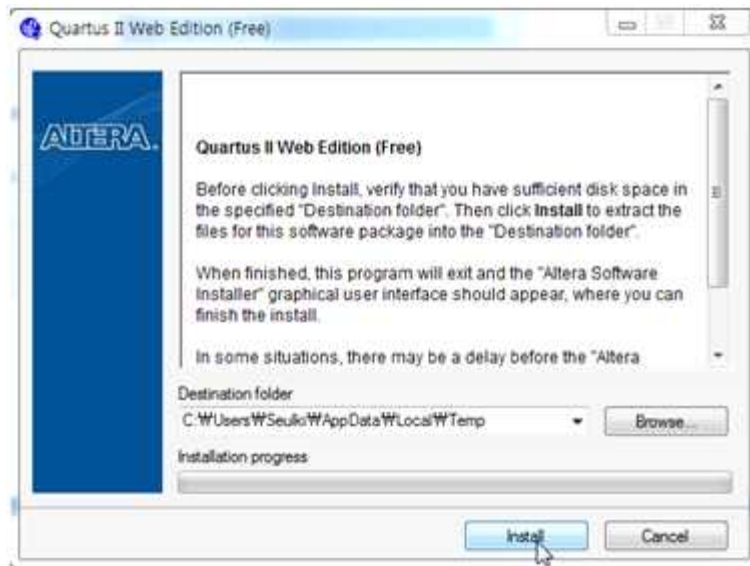 Quartus II Web Edition (Free)
ALTERA.
Quartus II Web Edition (Free)
Before clicking Install, verify that you have sufficient disk space in
the specified "Destination folder". Then click Install to extract the
files for this software package into the "Destination folder".
When finished, this program will exit and the "Altera Software
Installer" graphical user interface should appear, where you can
finish the install.
In some situations, there may be a delay before the "Altera
Destination folder
C:₩Users₩Seulki₩AppData₩Local₩Temp
Browse...
Installation progress
Install
Cancel